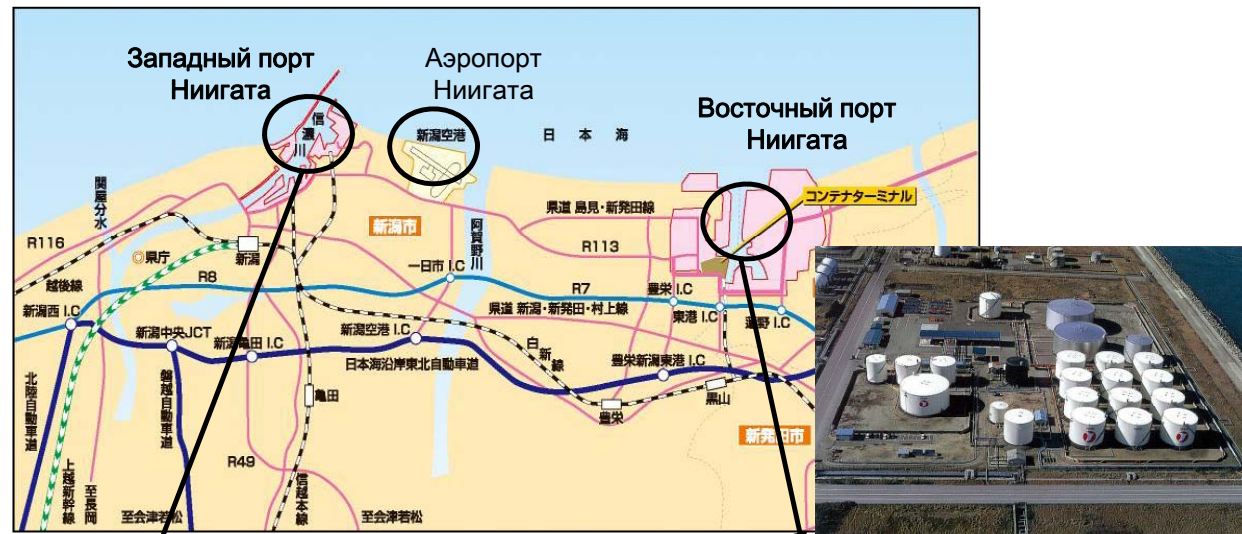 Западный порт
Ниигата
Аэропорт
Ниигата
Восточный порт
Ниигата
信濃川
新潟空港
日本海
コンテナターミナル
関屋分水
新潟市
阿賀野川
県道 島見・新発田線
R113
R116
越後線
県庁
新潟
R8
一日市 I.C
R7
豊栄 I.C
県道 新潟・新発田・村上線
東港 I.C
蓮野 I.C
新潟西 I.C
新潟中央JCT
新潟亀田 I.C
新潟空港 I.C
日本海沿岸東北自動車道
白新線
豊栄新潟東港 I.C
北陸自動車道
磐越自動車道
亀田
豊栄
黒山
新発田市
R49
上越新幹線
至長岡
信越本線
至会津若松
至会津若松